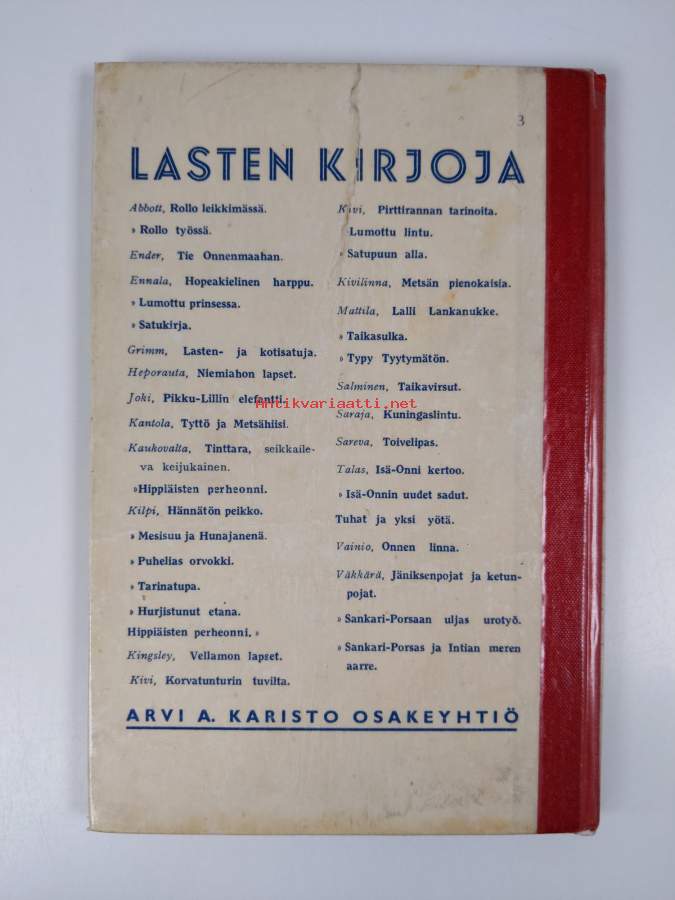 3
LASTEN KIRJOJA
Abbott, Rollo leikkimässä.
» Rollo työssä.
Ender, Tie Onnenmaahan.
Ennala, Hopeakielinen harppu.
» Lumottu prinsessa.
» Satukirja.
Grimm, Lasten- ja kotisatuja.
Heporauta, Niemiahon lapset.
Joki, Pikku-Lillin elefantti.
Kantola, Tyttö ja Metsähiisi.
Kaukovalta, Tinttara, seikkaile-
va keijukainen.
»Hippiäisten perheonni.
Kilpi, Hännätön peikko.
» Mesisuu ja Hunajanenä.
» Puhelias orvokki.
» Tarinatupa.
» Hurjistunut etana.
Hippiäisten perheonni. »
Kingsley, Vellamon lapset.
Kivi, Korvatunturin tuvilta.
Kivi, Pirttirannan tarinoita.
Lumottu lintu.
» Satupuun alla.
Kivilinna, Metsän pienokaisia.
Mattila, Lalli Lankanukke.
» Taikasulka.
» Typy Tyytymätön.
Salminen, Taikavirsut.
Saraja, Kuningaslintu.
Sareva, Toivelipas.
Talas, Isä-Onni kertoo.
» Isä-Onnin uudet sadut.
Tuhat ja yksi yötä.
Vainio, Onnen linna.
Väkkärä, Jäniksenpojat ja ketun-
pojat.
» Sankari-Porsaan uljas urotyö.
» Sankari-Porsas ja Intian meren
aarre.
ARVI A. KARISTO OSAKEYHTIÖ
Antikvariaatti.net